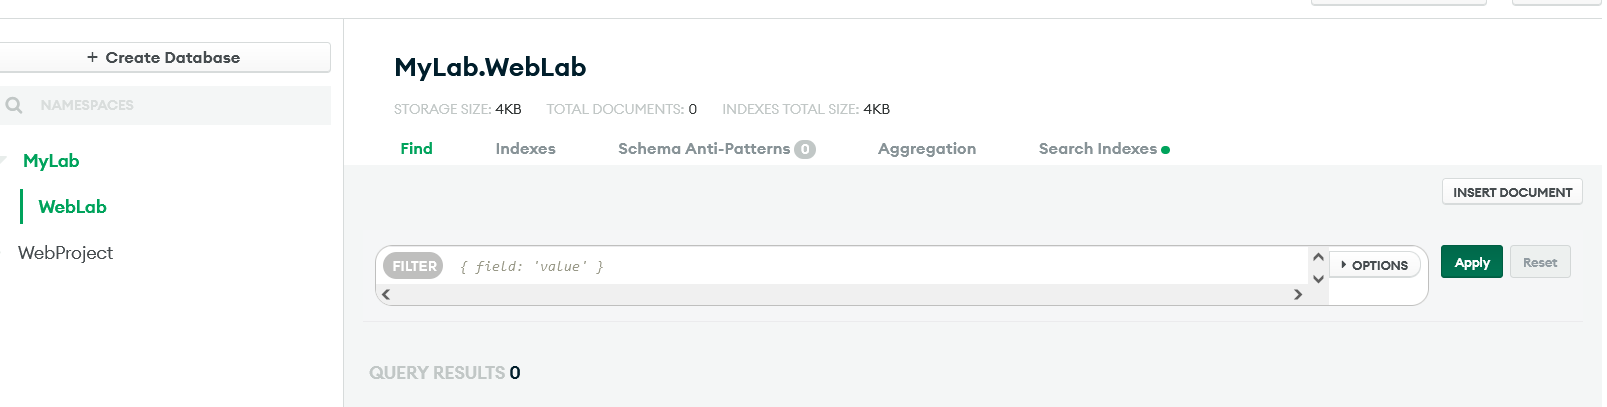 + Create Database
NAMESPACES
MyLab
WebLab
WebProject
MyLab.WebLab
STORAGE SIZE: 4KB TOTAL DOCUMENTS: 0 INDEXES TOTAL SIZE: 4KB
Find Indexes Schema Anti-Patterns 0 Aggregation Search Indexes
INSERT DOCUMENT
FILTER { field: 'value' } OPTIONS Apply Reset
QUERY RESULTS 0